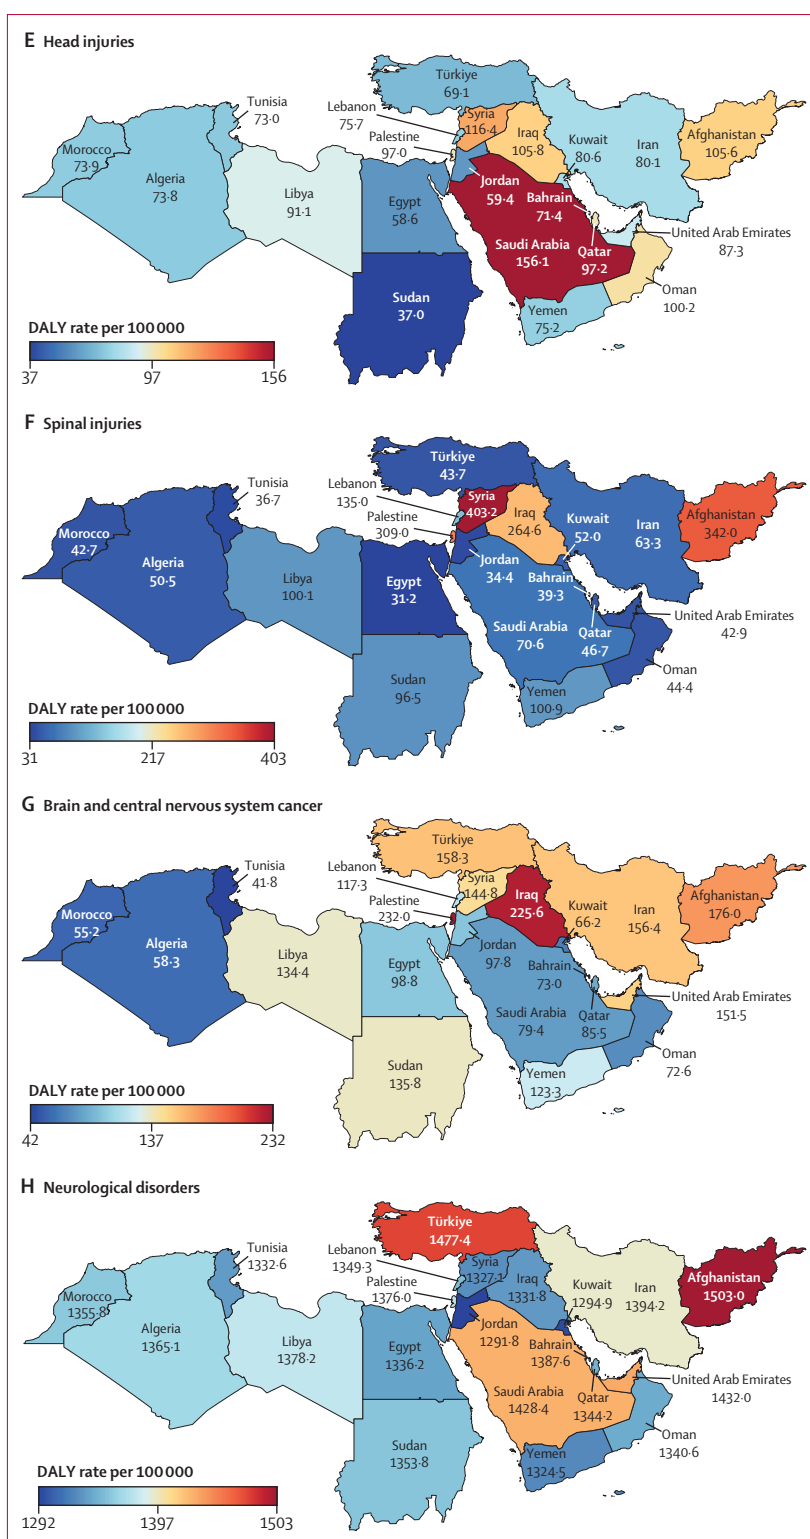 E Head injuries
Tunisia
73·0
Morocco
73·9
Algeria
73·8
Libya
91·1
Türkiye
69·1
Lebanon
75·7
Palestine
97·0
Syria
116·4
Iraq
105·8
Kuwait
80·6
Iran
80·1
Afghanistan
105·6
Egypt
58·6
Jordan
59·4
Bahrain
71·4
Saudi Arabia
156·1
Qatar
97·2
United Arab Emirates
87·3
Oman
100·2
Sudan
37·0
Yemen
75·2
DALY rate per 100 000
37 97 156
F Spinal injuries
Tunisia
36·7
Morocco
42·7
Algeria
50·5
Libya
100·1
Türkiye
43·7
Lebanon
135·0
Palestine
309·0
Syria
403·2
Iraq
264·6
Kuwait
52·0
Iran
63·3
Afghanistan
342·0
Egypt
31·2
Jordan
34·4
Bahrain
39·3
Saudi Arabia
70·6
Qatar
46·7
United Arab Emirates
42·9
Oman
44·4
Sudan
96·5
Yemen
100·9
DALY rate per 100 000
31 217 403
G Brain and central nervous system cancer
Tunisia
41·8
Morocco
55·2
Algeria
58·3
Libya
134·4
Türkiye
158·3
Lebanon
117·3
Palestine
232·0
Syria
144·8
Iraq
225·6
Kuwait
66·2
Iran
156·4
Afghanistan
176·0
Egypt
98·8
Jordan
97·8
Bahrain
73·0
Saudi Arabia
79·4
Qatar
85·5
United Arab Emirates
151·5
Oman
72·6
Sudan
135·8
Yemen
123·3
DALY rate per 100 000
42 137 232
H Neurological disorders
Tunisia
1332·6
Morocco
1355·8
Algeria
1365·1
Libya
1378·2
Türkiye
1477·4
Lebanon
1349·3
Palestine
1376·0
Syria
1327·1
Iraq
1331·8
Kuwait
1294·9
Iran
1394·2
Afghanistan
1503·0
Egypt
1336·2
Jordan
1291·8
Bahrain
1387·6
Saudi Arabia
1428·4
Qatar
1344·2
United Arab Emirates
1432·0
Oman
1340·6
Sudan
1353·8
Yemen
1324·5
DALY rate per 100 000
1292 1397 1503